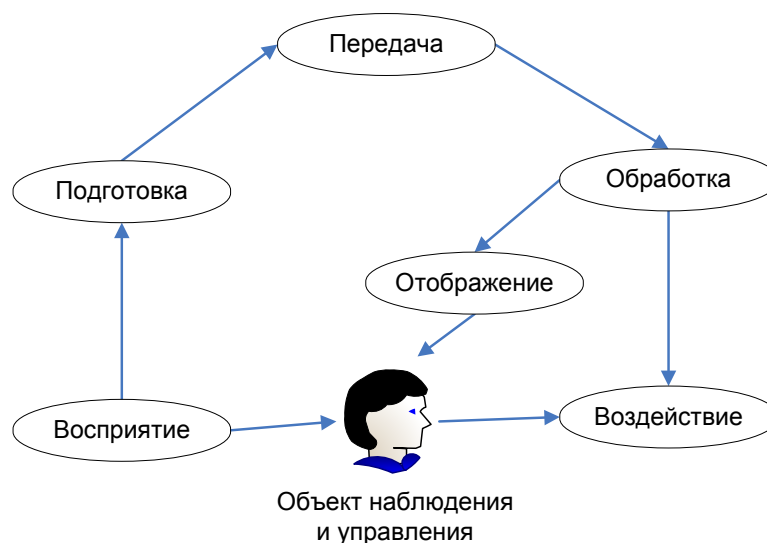 Передача
Подготовка
Обработка
Отображение
Восприятие
Воздействие
Объект наблюдения
и управления